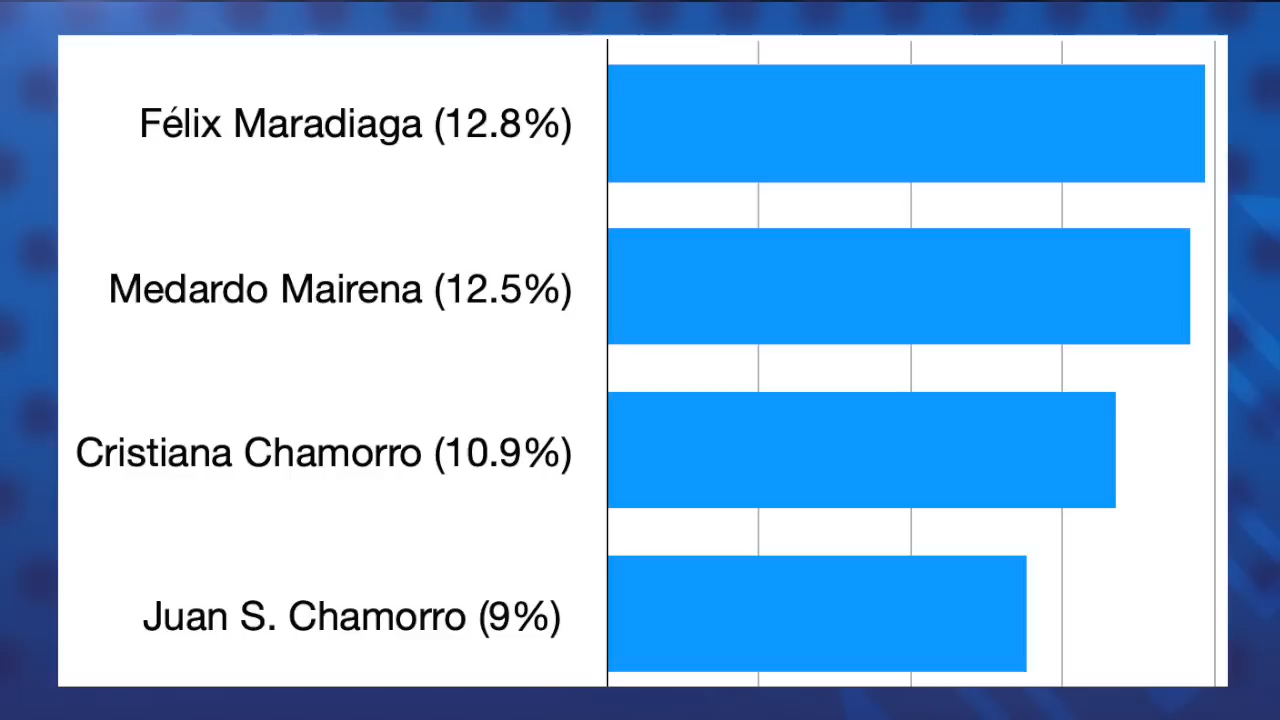 Félix Maradiaga (12.8%)
Medardo Mairena (12.5%)
Cristiana Chamorro (10.9%)
Juan S. Chamorro (9%)